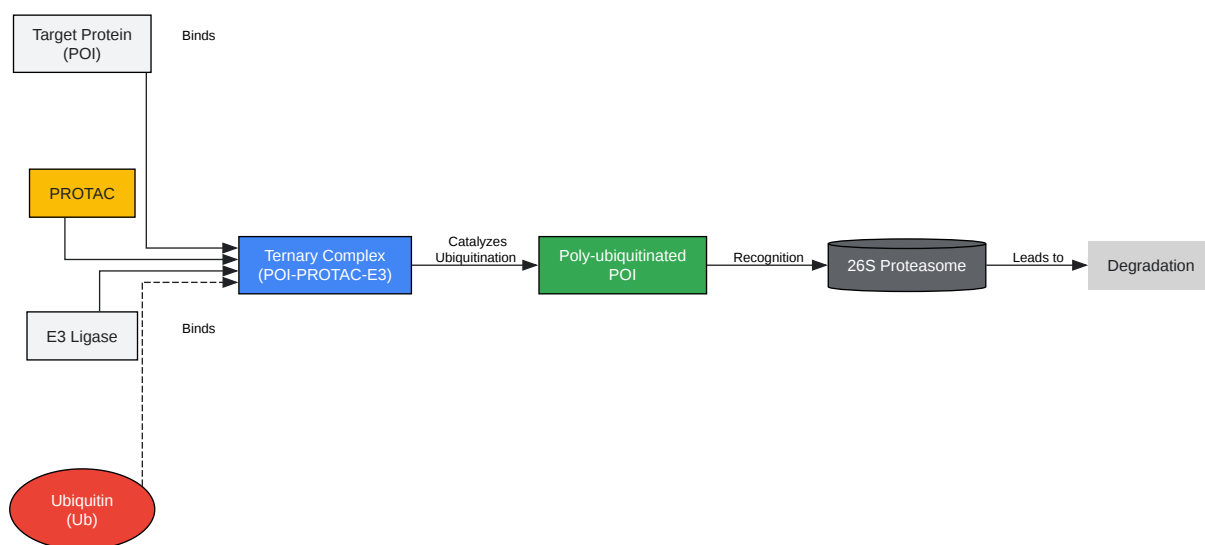 Target Protein
(POI)
Binds
PROTAC
Ternary Complex
(POI-PROTAC-E3)
Catalyzes
Ubiquitination
Poly-ubiquitinated
POI
Recognition
26S Proteasome
Leads to
Degradation
E3 Ligase
Binds
Ubiquitin
(Ub)